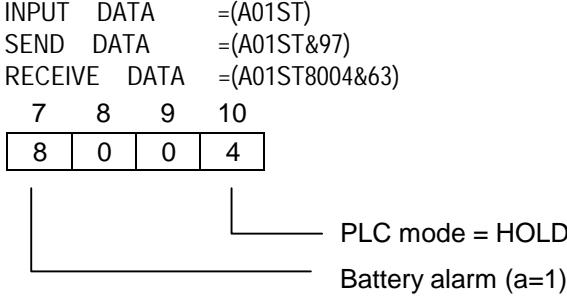 INPUT DATA =(A01ST)
SEND DATA =(A01ST&97)
RECEIVE DATA =(A01ST8004&63)
7 8 9 10
8 0 0 4
PLC mode = HOLD
Battery alarm (a=1)